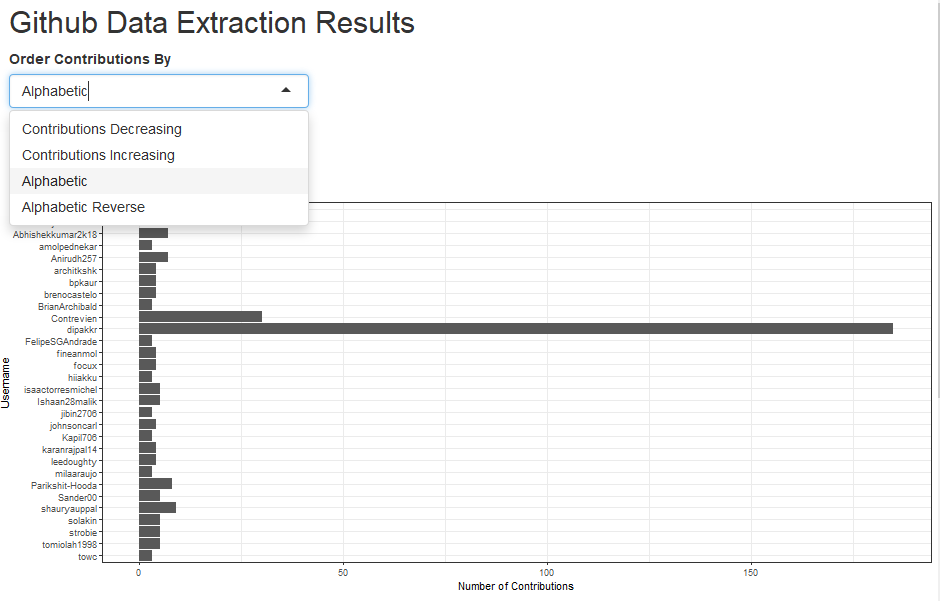 Github Data Extraction Results
Order Contributions By
Alphabetic
Contributions Decreasing
Contributions Increasing
Alphabetic
Alphabetic Reverse
Abhishekkumar2k18
amolpednekar
Anirudh257
architkshk
bpkaur
brenocastelo
BrianArchibald
Contrevien
dipakkr
FelipeSGAndrade
fineanmol
focux
hiiakku
isaactorresmichel
Ishaan28malik
jibin2706
johnsoncarl
Kapil706
karanrajpal14
leedoughty
milaaraujo
Parikshit-Hooda
Sander00
shauryauppal
solakin
strobie
tomiolah1998
towc
Username
0 50 100 150
Number of Contributions